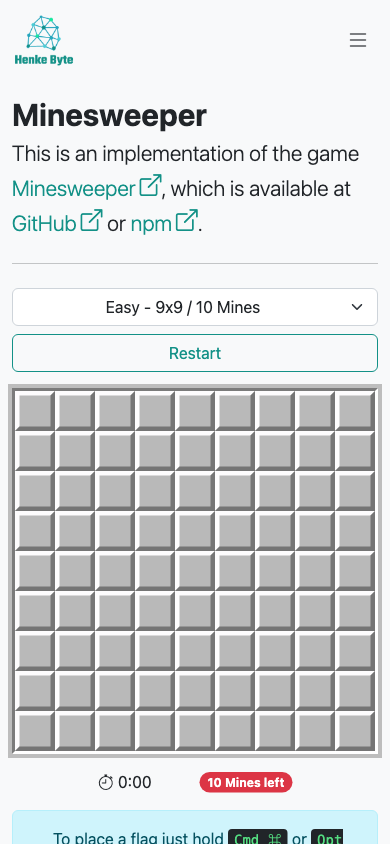 Henke Byte
Minesweeper
This is an implementation of the game
Minesweeper, which is available at
GitHub or npm.
Easy - 9x9 / 10 Mines
Restart
0:00
10 Mines left
To place a flag just hold Cmd ⌘ or Opt